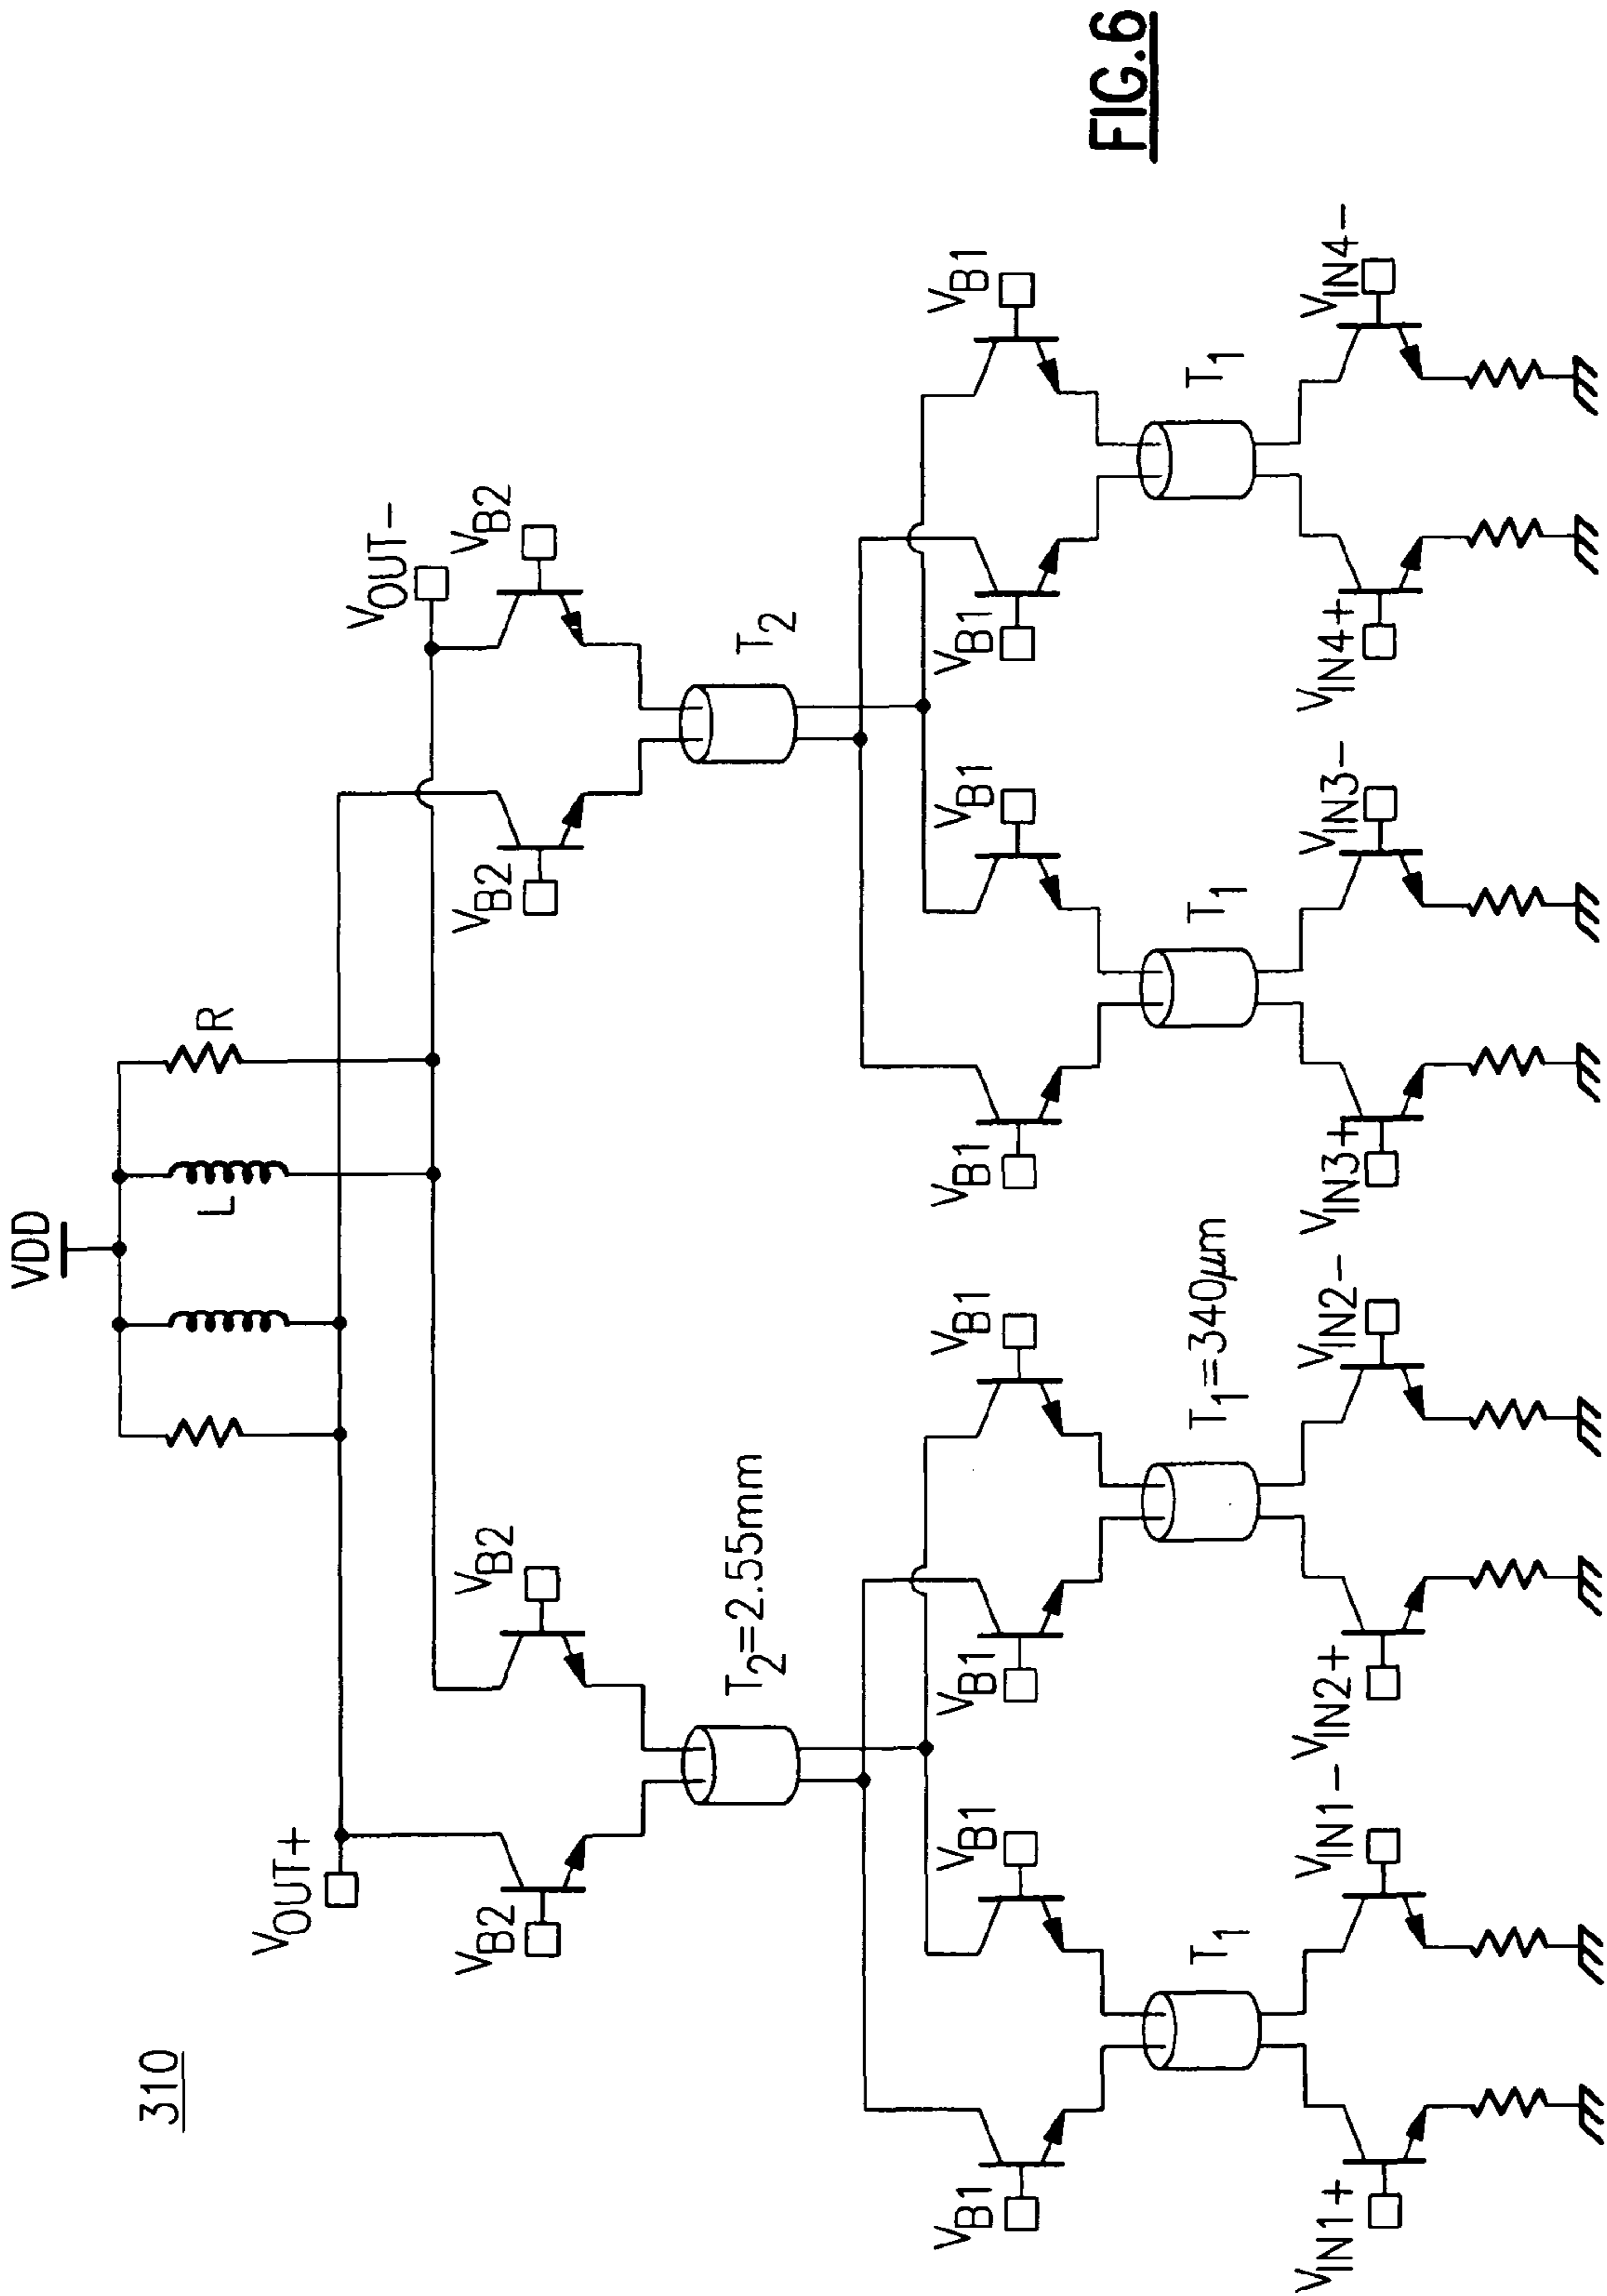 310
VDD
L
R
VOUT+
VOUT-
VB2
VB2
VB2
VB2
T2=2.55mm
T2
VB1
VB1
VB1
VB1
VB1
VB1
VB1
VB1
T1
T1=340µm
T1
T1
VIN1+
VIN1-
VIN2+
VIN2-
VIN3+
VIN3-
VIN4+
VIN4-
FIG.6